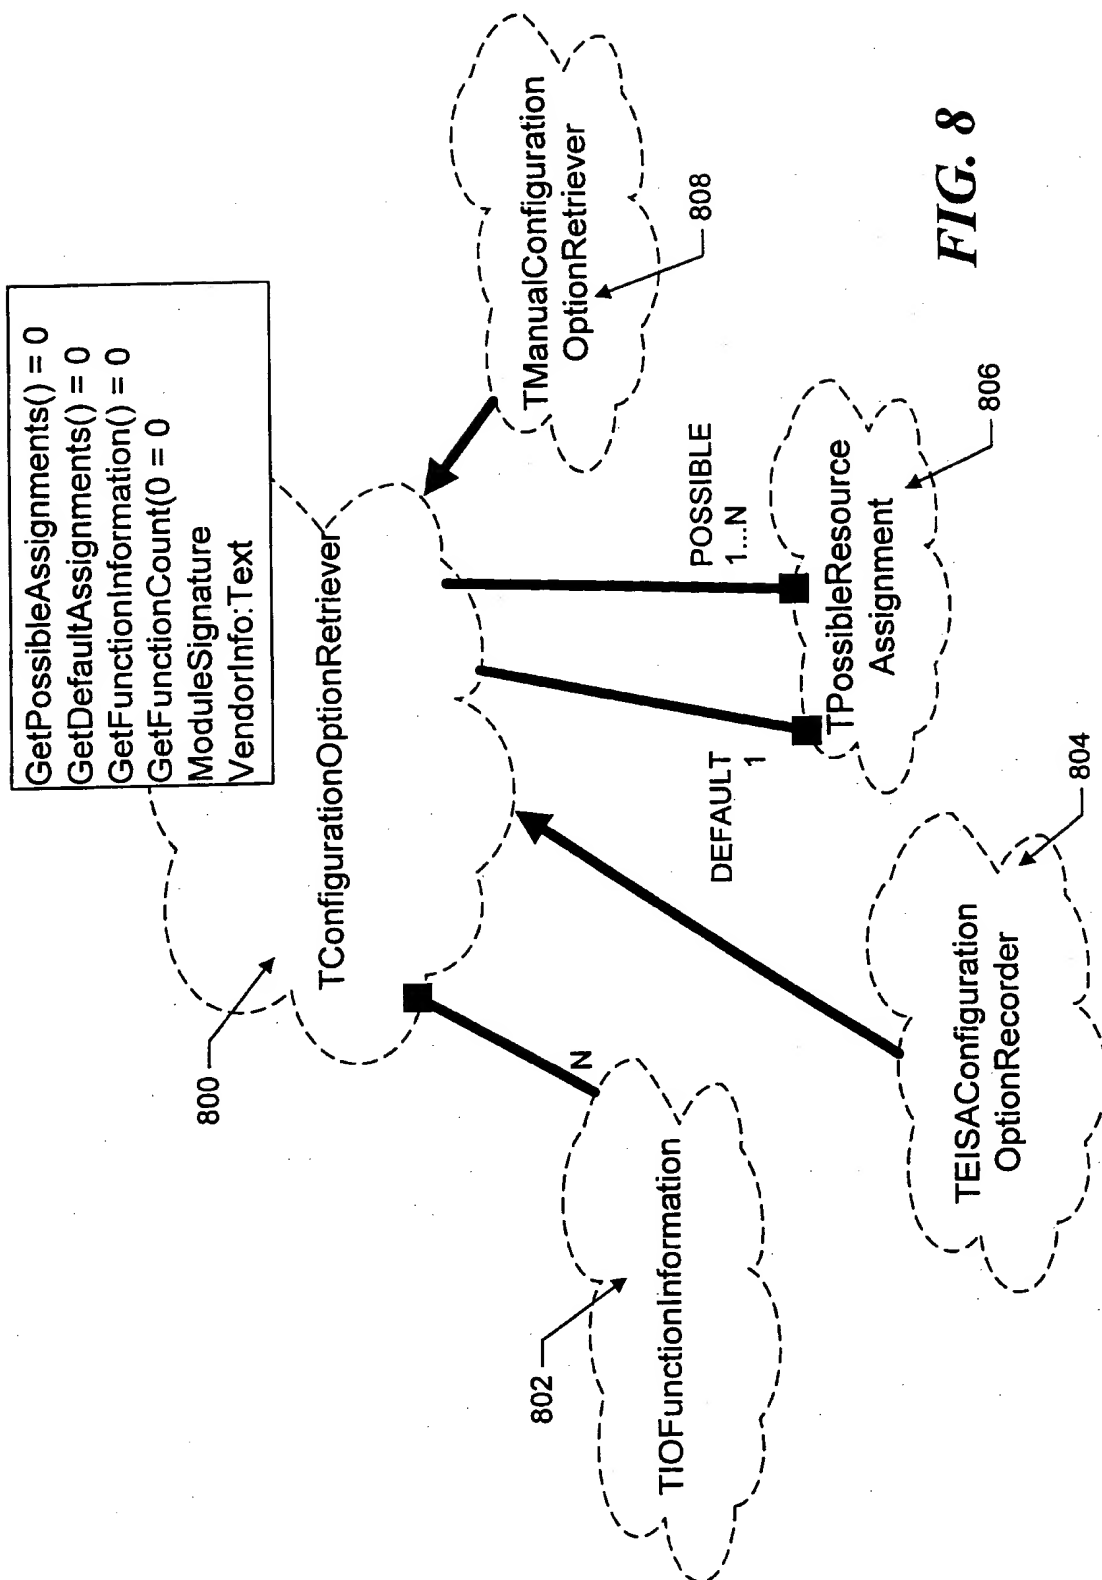 GetPossibleAssignments() = 0
GetDefaultAssignments() = 0
GetFunctionInformation() = 0
GetFunctionCount(0 = 0
ModuleSignature
VendorInfo:Text
800
TConfigurationOptionRetriever
802
TIOFunctionInformation
N
DEFAULT
1
POSSIBLE
1...N
TManualConfiguration
OptionRetriever
808
TEISAConfiguration
OptionRecorder
804
TPossibleResource
Assignment
806
FIG. 8